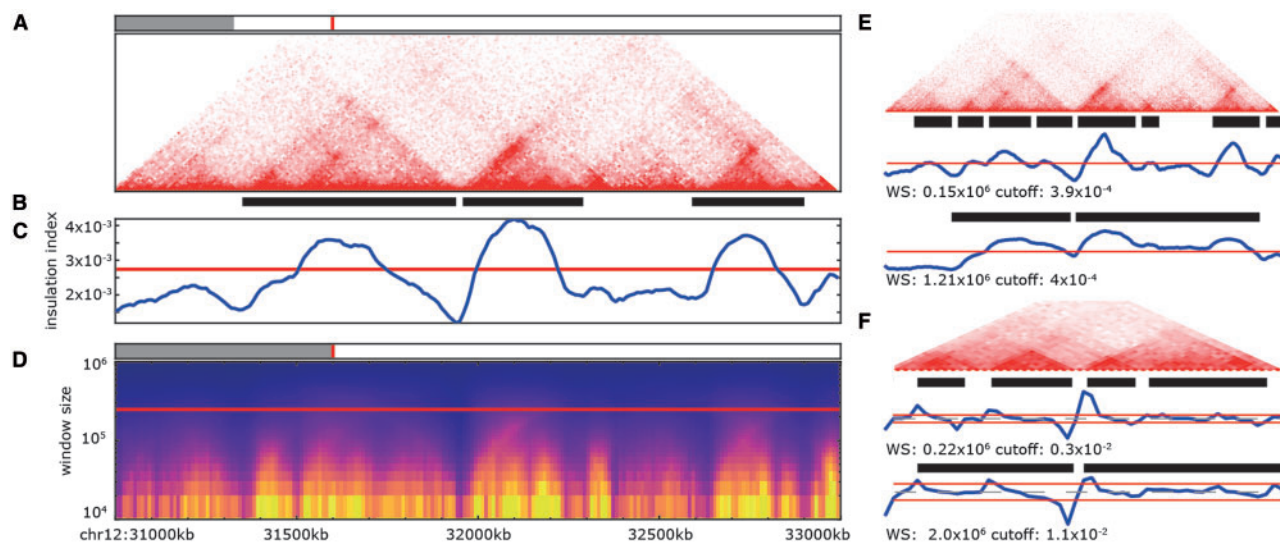 A
B
C
insulation index
4x10⁻³
3x10⁻³
2x10⁻³
D
window size
10⁶
10⁵
10⁴
chr12:31000kb
31500kb
32000kb
32500kb
33000kb
E
WS: 0.15x10⁶ cutoff: 3.9x10⁻⁴
WS: 1.21x10⁶ cutoff: 4x10⁻⁴
F
WS: 0.22x10⁶ cutoff: 0.3x10⁻²
WS: 2.0x10⁶ cutoff: 1.1x10⁻²